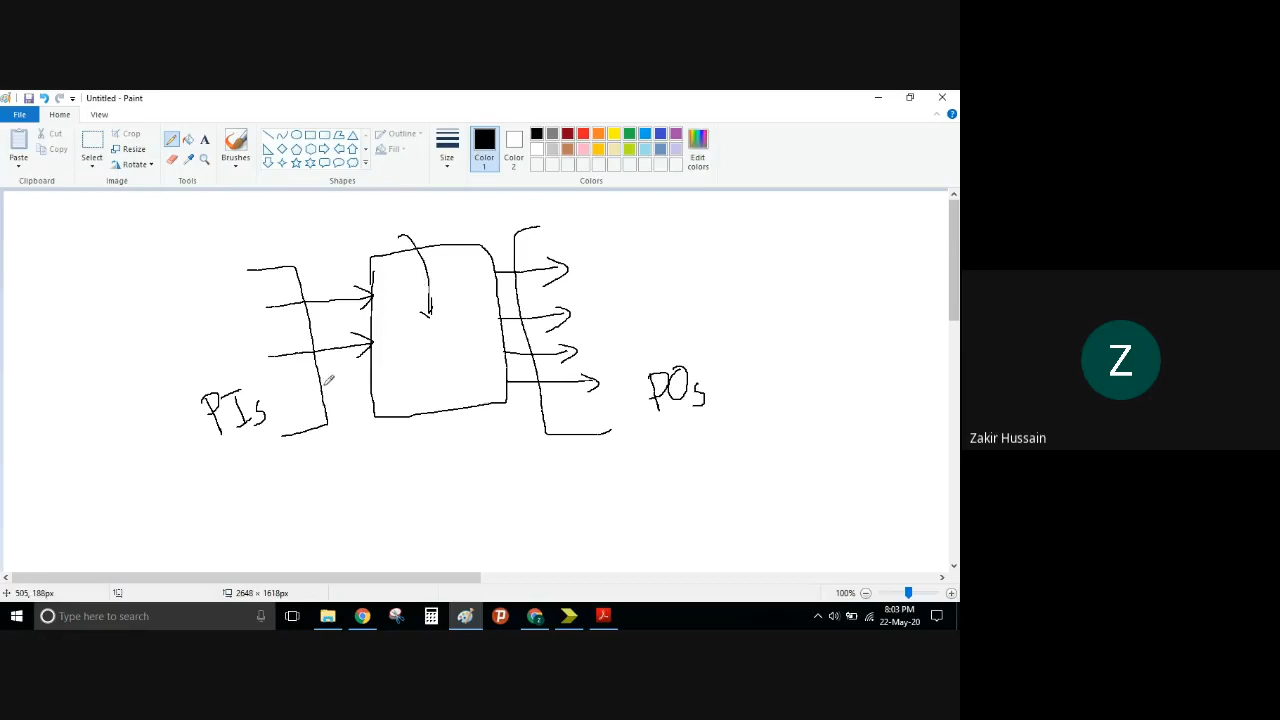 Untitled - Paint
File
Home
View
Paste
Cut
Copy
Clipboard
Select
Crop
Resize
Rotate
Image
A
Tools
Brushes
Shapes
Outline
Fill
Size
Color 1
Color 2
Edit colors
Colors
PIs
POs
Z
Zakir Hussain
505, 188px
2648 × 1618px
100%
Type here to search
8:03 PM
22-May-20